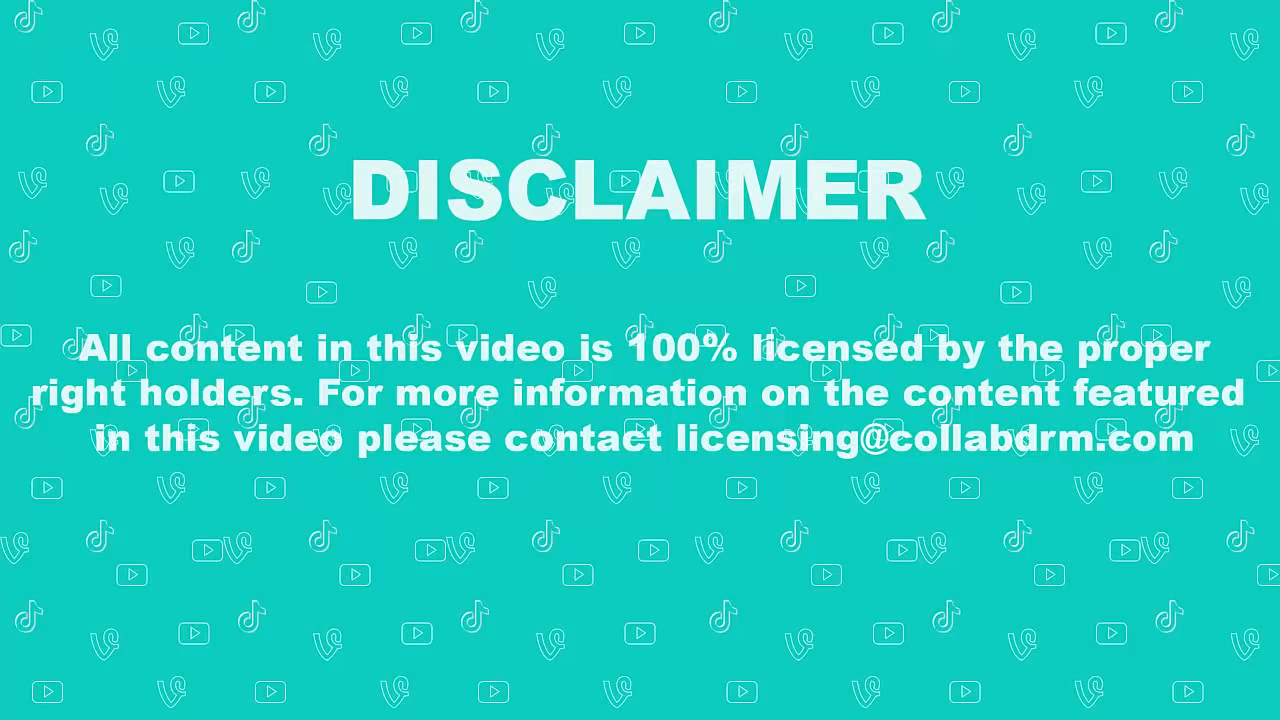 DISCLAIMER
All content in this video is 100% licensed by the proper
right holders. For more information on the content featured
in this video please contact licensing@collabdrm.com